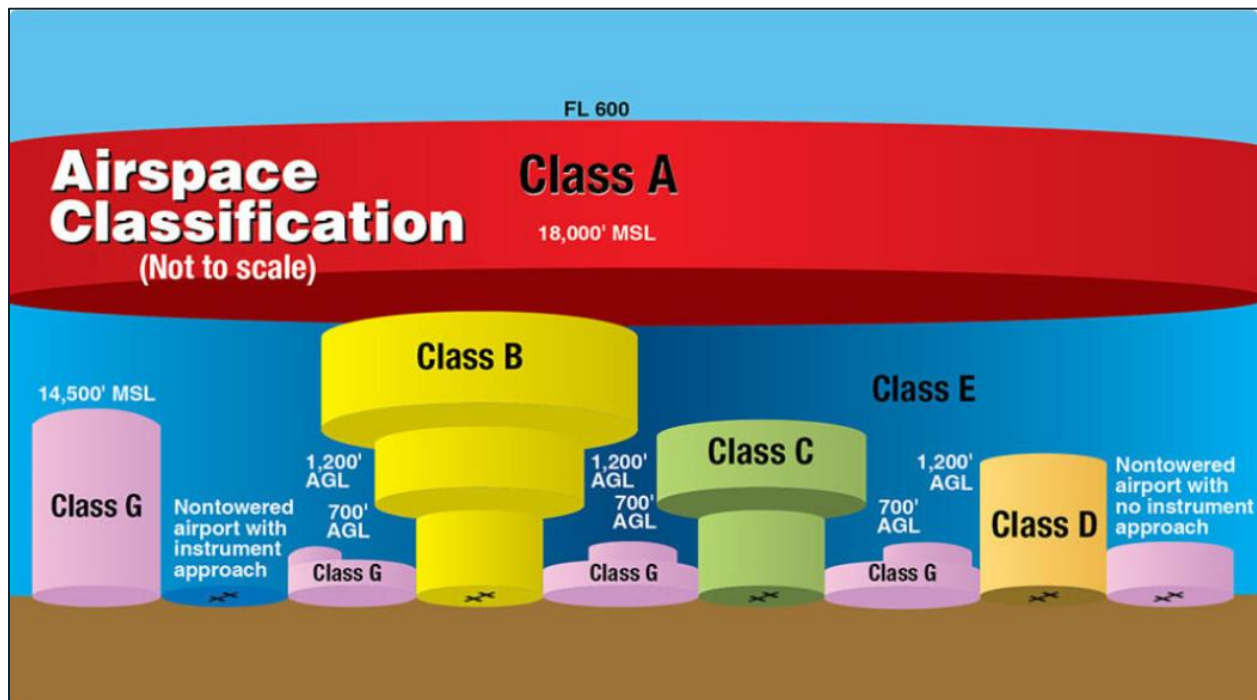 FL 600
Airspace
Classification
(Not to scale)
Class A
18,000' MSL
Class B
Class E
14,500' MSL
Class G
Nontowered
airport with
instrument
approach
1,200'
AGL
700'
AGL
Class G
1,200'
AGL
700'
AGL
Class G
Class C
1,200'
AGL
700'
AGL
Class G
Class D
Nontowered
airport with
no instrument
approach